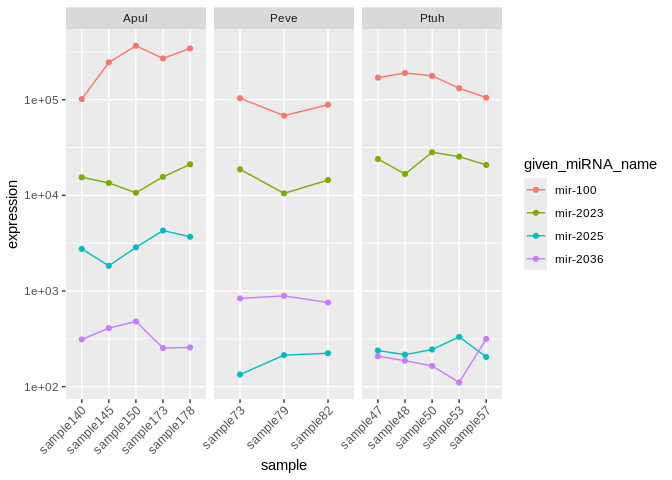 Apul
Peve
Ptuh
expression
1e+05
1e+04
1e+03
1e+02
sample140
sample145
sample150
sample173
sample178
sample73
sample79
sample82
sample47
sample48
sample50
sample53
sample57
sample
given_miRNA_name
mir-100
mir-2023
mir-2025
mir-2036